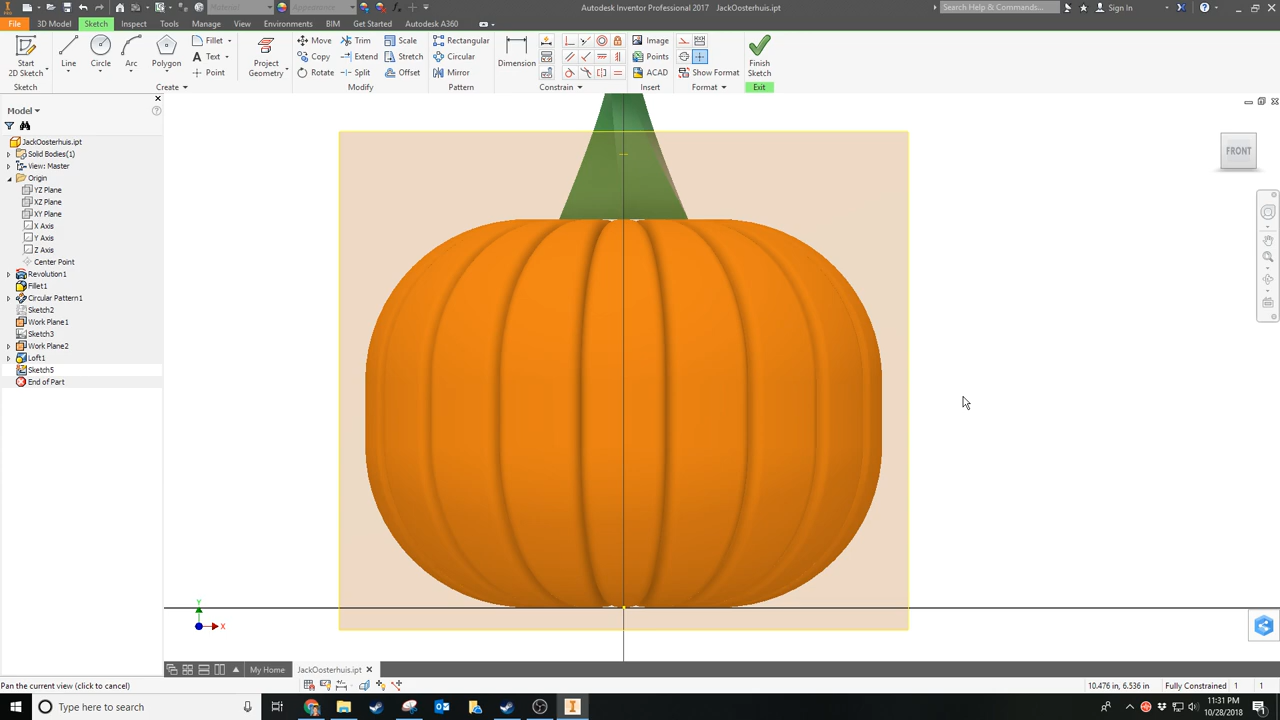 Material
Appearance
Autodesk Inventor Professional 2017 JackOosterhuis.ipt
Search Help & Commands...
Sign In
File 3D Model Sketch Inspect Tools Manage View Environments BIM Get Started Autodesk A360
Start
2D Sketch
Line
Circle
Arc
Polygon
Fillet
Text
Point
Project
Geometry
Move
Copy
Rotate
Trim
Extend
Split
Scale
Stretch
Offset
Rectangular
Circular
Mirror
Dimension
Image
Points
ACAD
Show Format
Finish
Sketch
Sketch Create Modify Pattern Constrain Insert Format Exit
Model
JackOosterhuis.ipt
Solid Bodies(1)
View: Master
Origin
YZ Plane
XZ Plane
XY Plane
X Axis
Y Axis
Z Axis
Center Point
Revolution1
Fillet1
Circular Pattern1
Sketch2
Work Plane1
Sketch3
Work Plane2
Loft1
Sketch5
End of Part
FRONT
Y
X
My Home JackOosterhuis.ipt
Pan the current view (click to cancel)
10.476 in, 6.536 in Fully Constrained 1 1
Type here to search
11:31 PM
10/28/2018